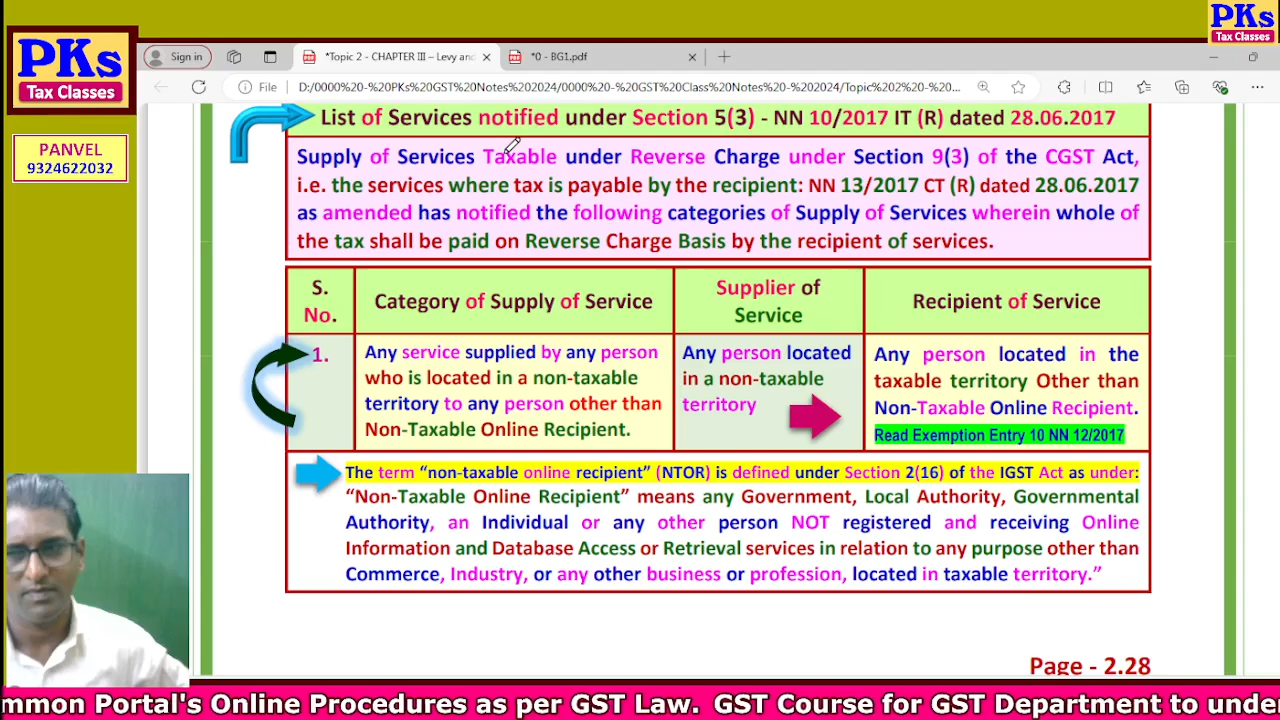 PKs
Tax Classes
PKs
Tax Classes
PANVEL
9324622032
Sign in
*Topic 2 - CHAPTER III – Levy and
*0 - BG1.pdf
File
D:/0000%20-%20PKs%20GST%20Notes%202024/0000%20-%20GST%20Class%20Notes%20-%202024/Topic%202%20-%20...
List of Services notified under Section 5(3) - NN 10/2017 IT (R) dated 28.06.2017
Supply of Services Taxable under Reverse Charge under Section 9(3) of the CGST Act,
i.e. the services where tax is payable by the recipient: NN 13/2017 CT (R) dated 28.06.2017
as amended has notified the following categories of Supply of Services wherein whole of
the tax shall be paid on Reverse Charge Basis by the recipient of services.
S.
No.
Category of Supply of Service
Supplier of
Service
Recipient of Service
1.
Any service supplied by any person
who is located in a non-taxable
territory to any person other than
Non-Taxable Online Recipient.
Any person located
in a non-taxable
territory
Any person located in the
taxable territory Other than
Non-Taxable Online Recipient.
Read Exemption Entry 10 NN 12/2017
The term “non-taxable online recipient” (NTOR) is defined under Section 2(16) of the IGST Act as under:
“Non-Taxable Online Recipient” means any Government, Local Authority, Governmental
Authority, an Individual or any other person NOT registered and receiving Online
Information and Database Access or Retrieval services in relation to any purpose other than
Commerce, Industry, or any other business or profession, located in taxable territory.”
Page - 2.28
mmon Portal's Online Procedures as per GST Law. GST Course for GST Department to unde